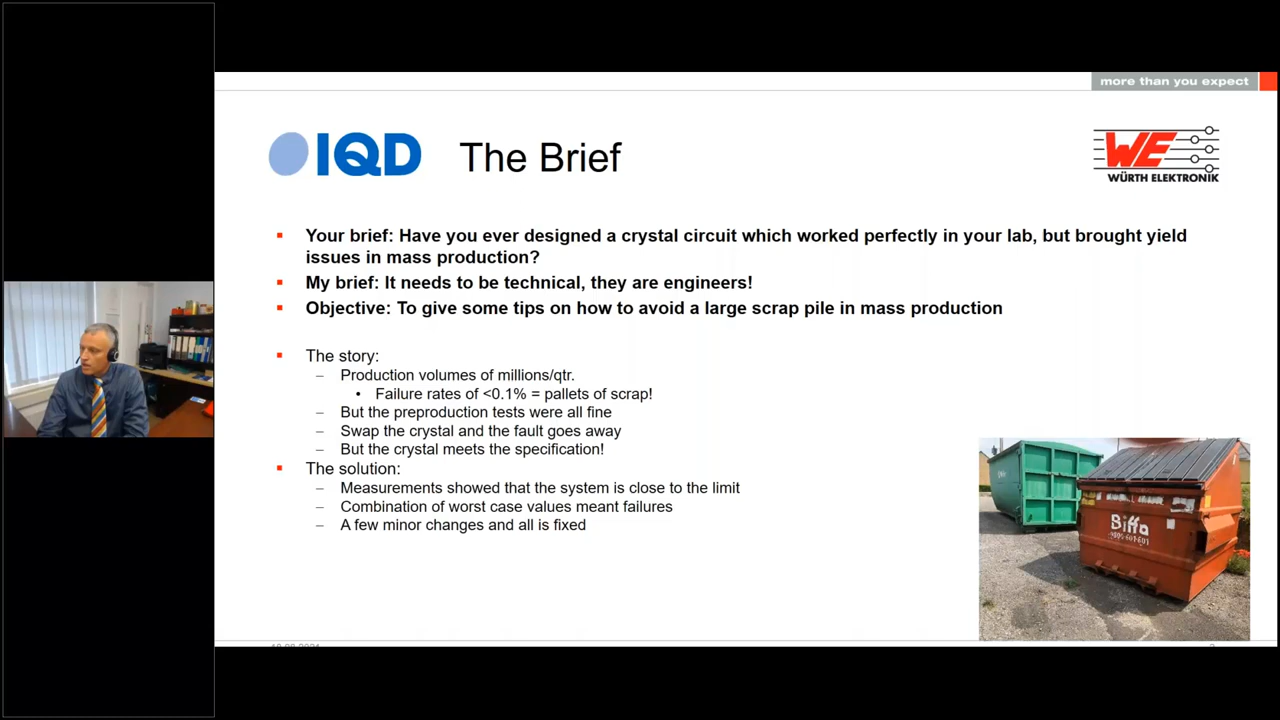 more than you expect
IQD
The Brief
WE
WÜRTH ELEKTRONIK
▪ Your brief: Have you ever designed a crystal circuit which worked perfectly in your lab, but brought yield
issues in mass production?
▪ My brief: It needs to be technical, they are engineers!
▪ Objective: To give some tips on how to avoid a large scrap pile in mass production
▪ The story:
– Production volumes of millions/qtr.
• Failure rates of <0.1% = pallets of scrap!
– But the preproduction tests were all fine
– Swap the crystal and the fault goes away
– But the crystal meets the specification!
▪ The solution:
– Measurements showed that the system is close to the limit
– Combination of worst case values meant failures
– A few minor changes and all is fixed
Biffa